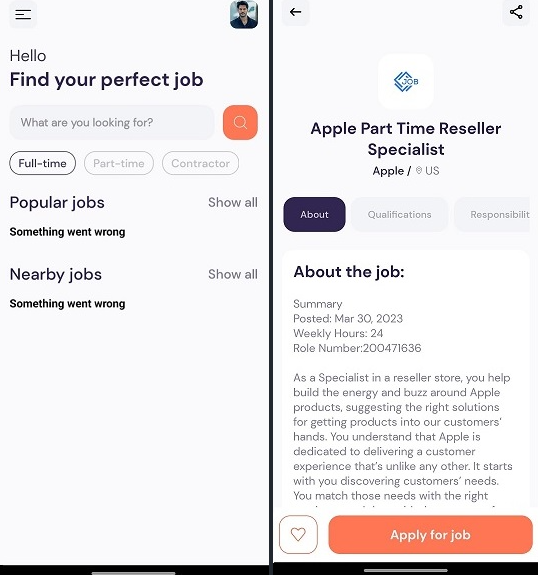 Hello
Find your perfect job
What are you looking for?
Full-time
Part-time
Contractor
Popular jobs
Show all
Something went wrong
Nearby jobs
Show all
Something went wrong
JOB
Apple Part Time Reseller
Specialist
Apple / US
About
Qualifications
Responsibilit
About the job:
Summary
Posted: Mar 30, 2023
Weekly Hours: 24
Role Number:200471636
As a Specialist in a reseller store, you help
build the energy and buzz around Apple
products, suggesting the right solutions
for getting products into our customers'
hands. You understand that Apple is
dedicated to delivering a customer
experience that's unlike any other. It starts
with you discovering customers' needs.
You match those needs with the right
Apply for job